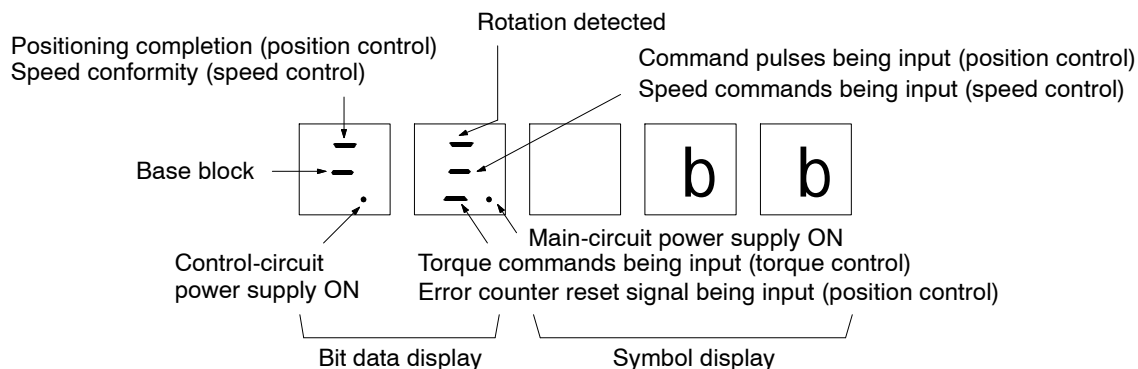 Rotation detected
Positioning completion (position control)
Speed conformity (speed control)
Command pulses being input (position control)
Speed commands being input (speed control)
Base block
b b
Main-circuit power supply ON
Control-circuit
power supply ON
Torque commands being input (torque control)
Error counter reset signal being input (position control)
Bit data display
Symbol display